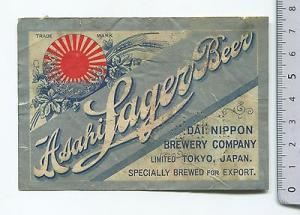 TRADE MARK
Asahi Lager Beer
DAI NIPPON
BREWERY COMPANY
LIMITED TOKYO, JAPAN.
SPECIALLY BREWED FOR EXPORT.